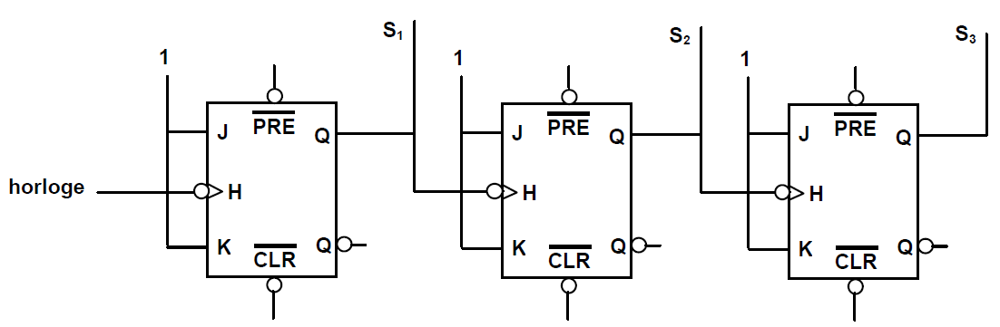 S₁ S₂ S₃
1 1 1
J PRE Q J PRE Q J PRE Q
horloge H H H
K CLR Q K CLR Q K CLR Q